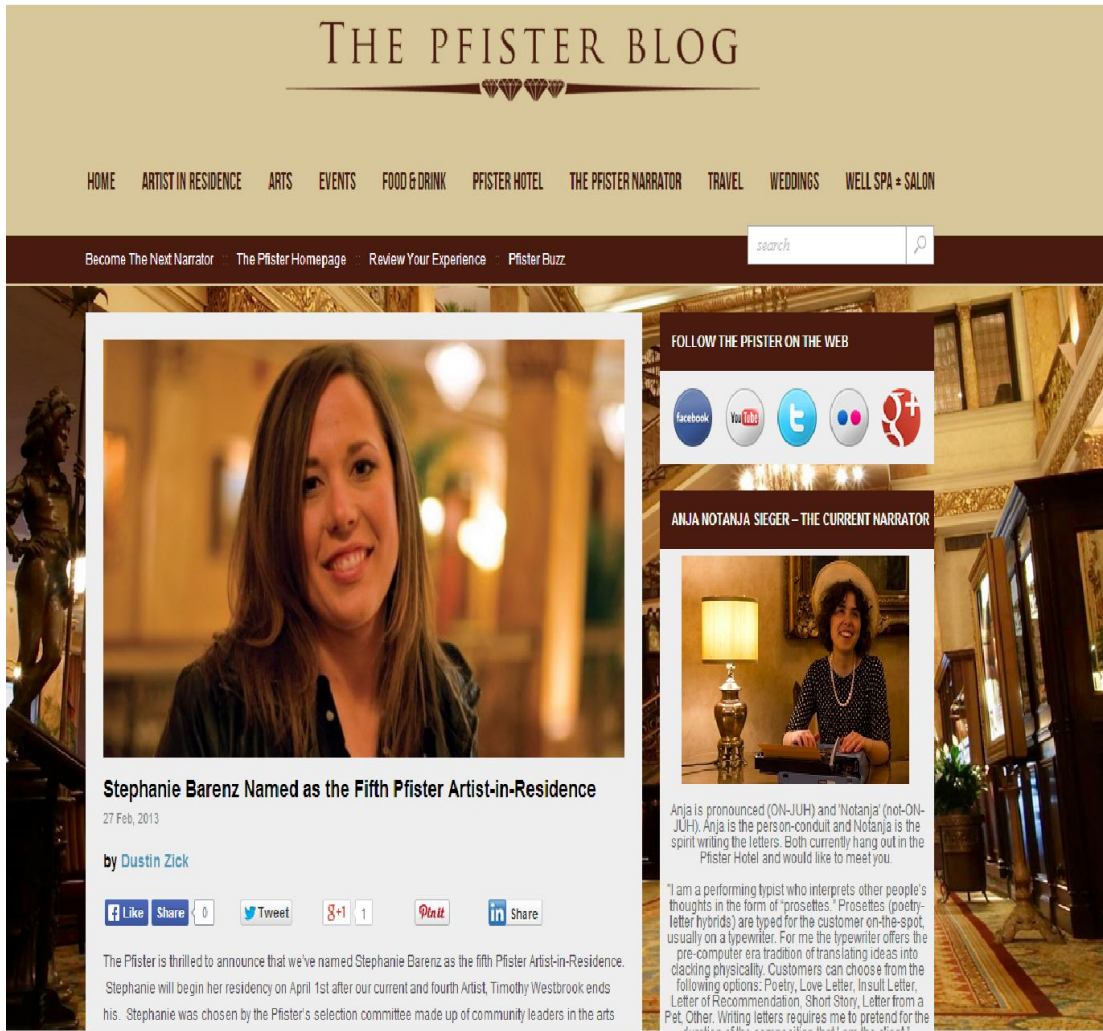 THE PFISTER BLOG
HOME ARTIST IN RESIDENCE ARTS EVENTS FOOD & DRINK PFISTER HOTEL THE PFISTER NARRATOR TRAVEL WEDDINGS WELL SPA + SALON
search
Become The Next Narrator :: The Pfister Homepage :: Review Your Experience :: Pfister Buzz
Stephanie Barenz Named as the Fifth Pfister Artist-in-Residence
27 Feb, 2013
by Dustin Zick
Like Share 0 Tweet g+1 1 Pin it in Share
The Pfister is thrilled to announce that we've named Stephanie Barenz as the fifth Pfister Artist-in-Residence.
Stephanie will begin her residency on April 1st after our current and fourth Artist, Timothy Westbrook ends
his. Stephanie was chosen by the Pfister's selection committee made up of community leaders in the arts
FOLLOW THE PFISTER ON THE WEB
facebook You Tube t g+
ANJA NOTANJA SIEGER – THE CURRENT NARRATOR
Anja is pronounced (ON-JUH) and 'Notanja' (not-ON-
JUH). Anja is the person-conduit and Notanja is the
spirit writing the letters. Both currently hang out in the
Pfister Hotel and would like to meet you.
"I am a performing typist who interprets other people's
thoughts in the form of "prosettes." Prosettes (poetry-
letter hybrids) are typed for the customer on-the-spot,
usually on a typewriter. For me the typewriter offers the
pre-computer era tradition of translating ideas into
clacking physicality. Customers can choose from the
following options: Poetry, Love Letter, Insult Letter,
Letter of Recommendation, Short Story, Letter from a
Pet, Other. Writing letters requires me to pretend for the
duration of the composition that I am the client."